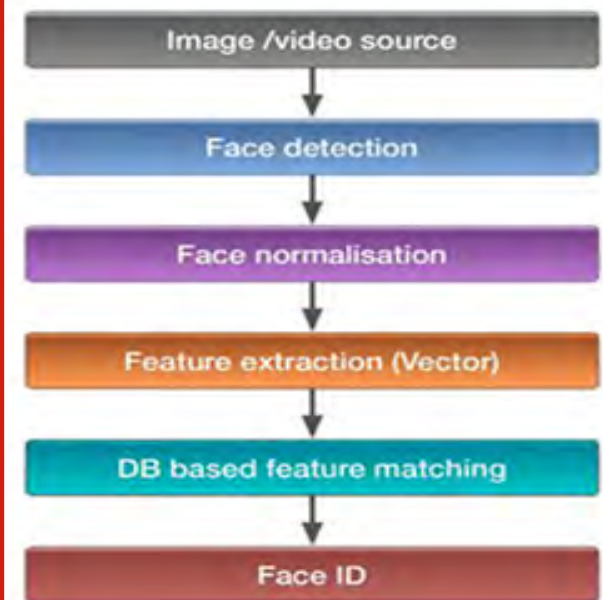 Image /video source
Face detection
Face normalisation
Feature extraction (Vector)
DB based feature matching
Face ID